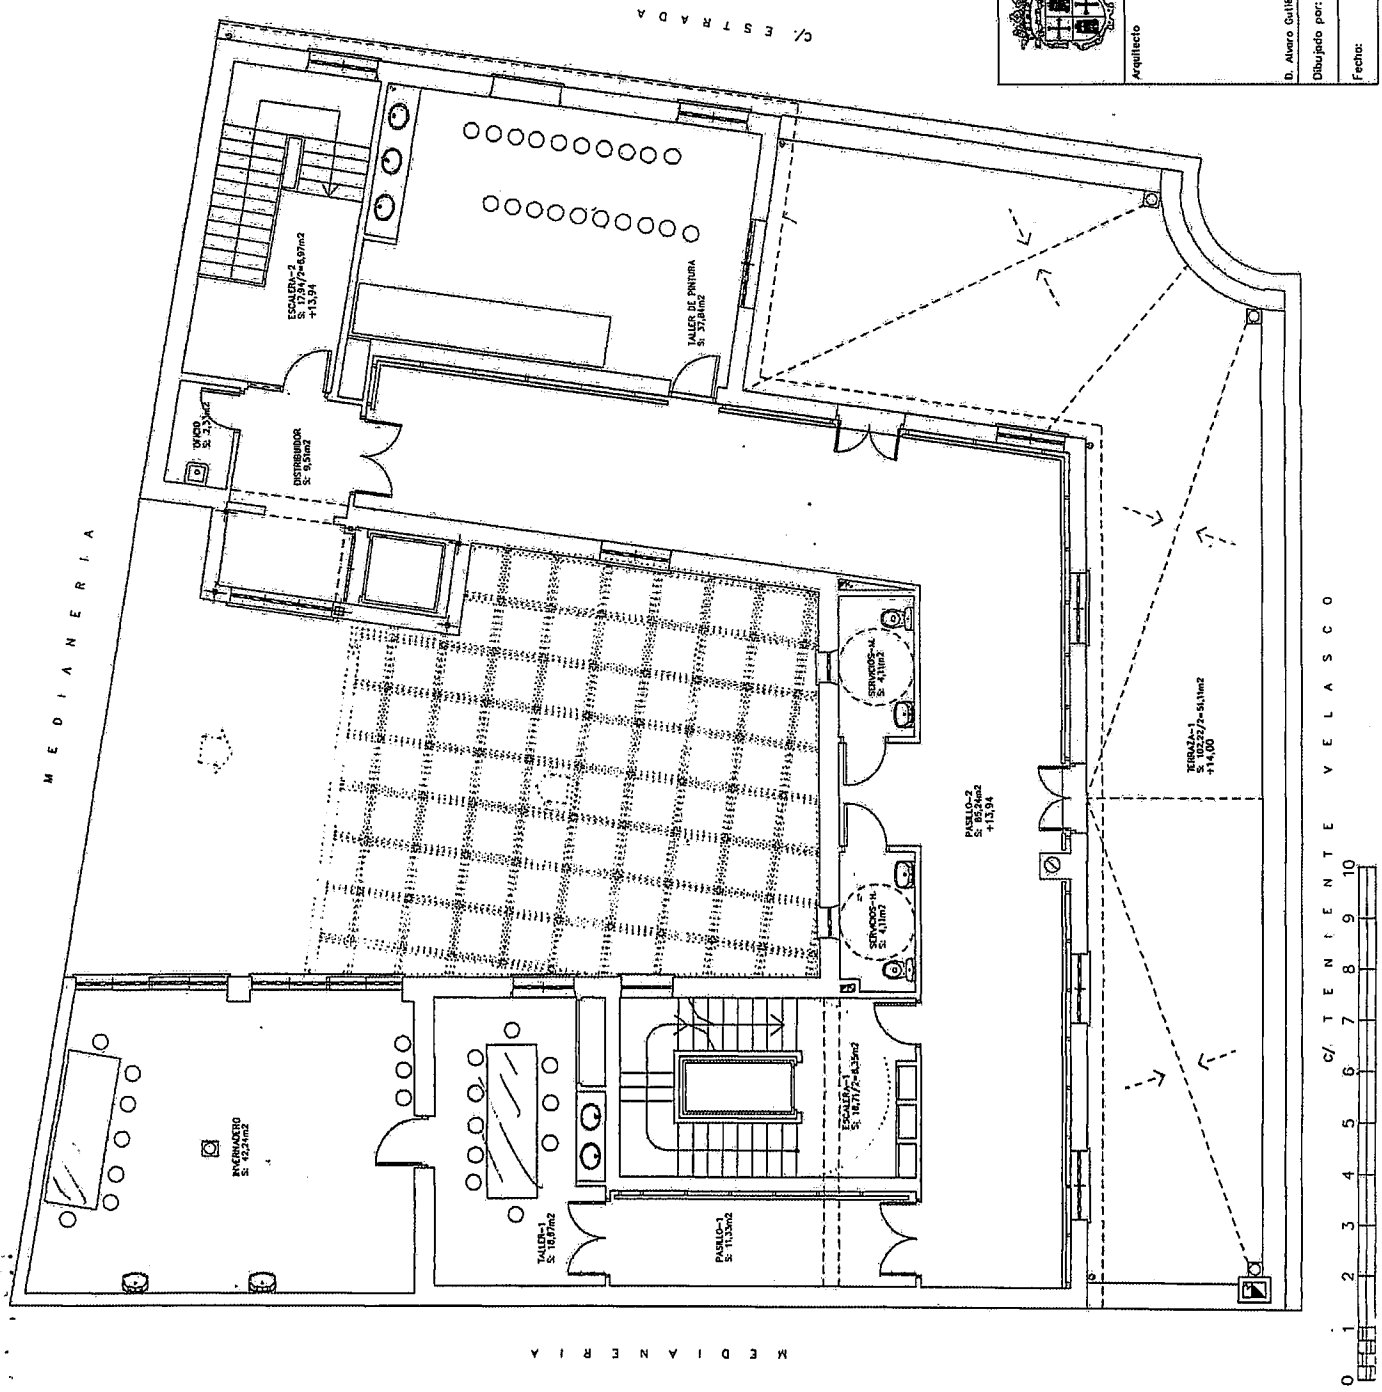 C/. ESTRADA
MEDIANERIA
ESCALERA-2
S: 17,94/2=8,97m2
+13,94
OFICIO
DISTRIBUIDOR
S: 9,51m2
TALLER DE PINTURA
S: 37,84m2
SERVICIOS-M.
S: 4,11m2
SERVICIOS-H.
S: 4,11m2
PASILLO-2
S: 85,24m2
+13,94
TERRAZA-1
S: 102,22/2=51,11m2
+14,00
INVERNADERO
S: 42,24m2
TALLER-1
S: 18,87m2
PASILLO-1
S: 11,33m2
ESCALERA-1
S: 16,71/2=8,35m2
MEDIANERIA
C/. TENIENTE VELASCO
0 1 2 3 4 5 6 7 8 9 10
Arquitecto
D. Alvaro Gutié
Dibujado por:
Fecha: